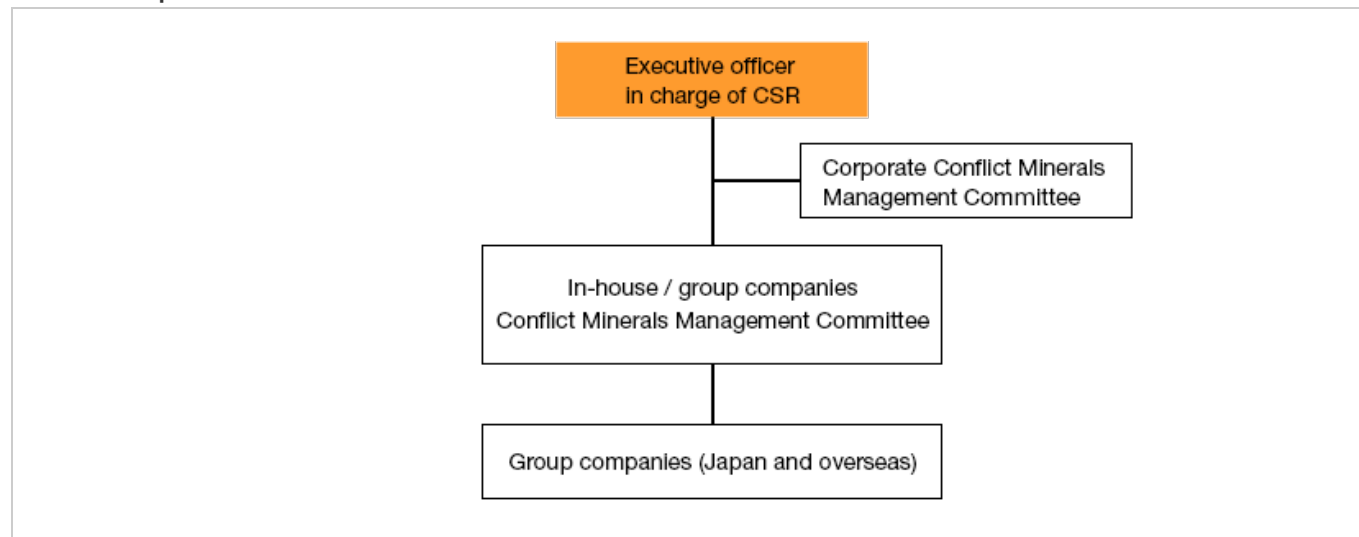 Executive officer
in charge of CSR
Corporate Conflict Minerals
Management Committee
In-house / group companies
Conflict Minerals Management Committee
Group companies (Japan and overseas)